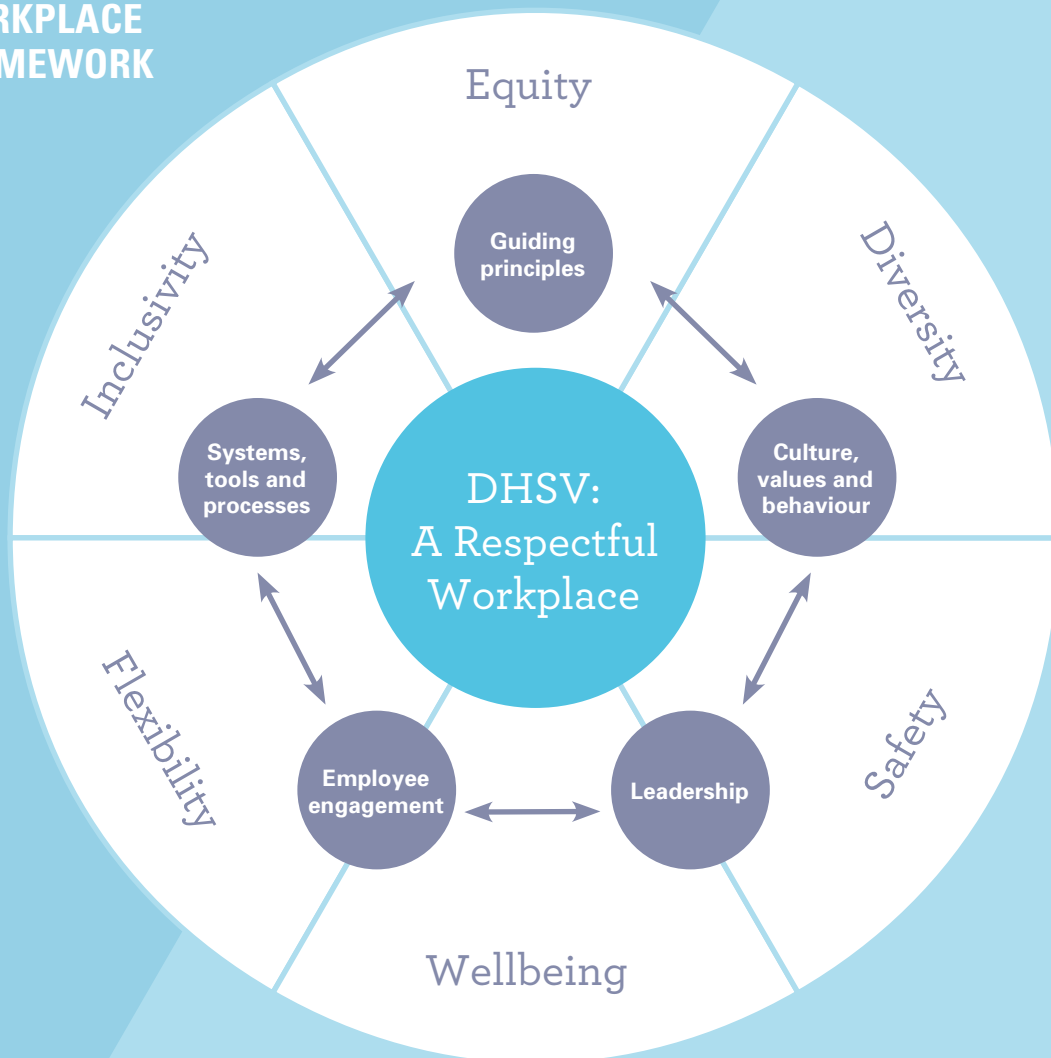 RKPLACE
MEWORK
Equity
Guiding
principles
Diversity
Inclusivity
Systems,
tools and
processes
DHSV:
A Respectful
Workplace
Culture,
values and
behaviour
Flexibility
Safety
Employee
engagement
Leadership
Wellbeing